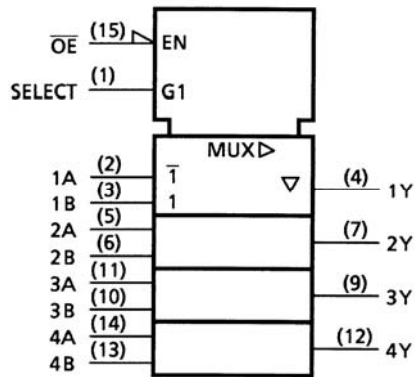 O̅E̅ (15) EN
SELECT (1) G1
MUX▷
1A (2) 1̅ ▽ (4) 1Y
1B (3) 1
2A (5) (7) 2Y
2B (6)
3A (11) (9) 3Y
3B (10)
4A (14) (12) 4Y
4B (13)